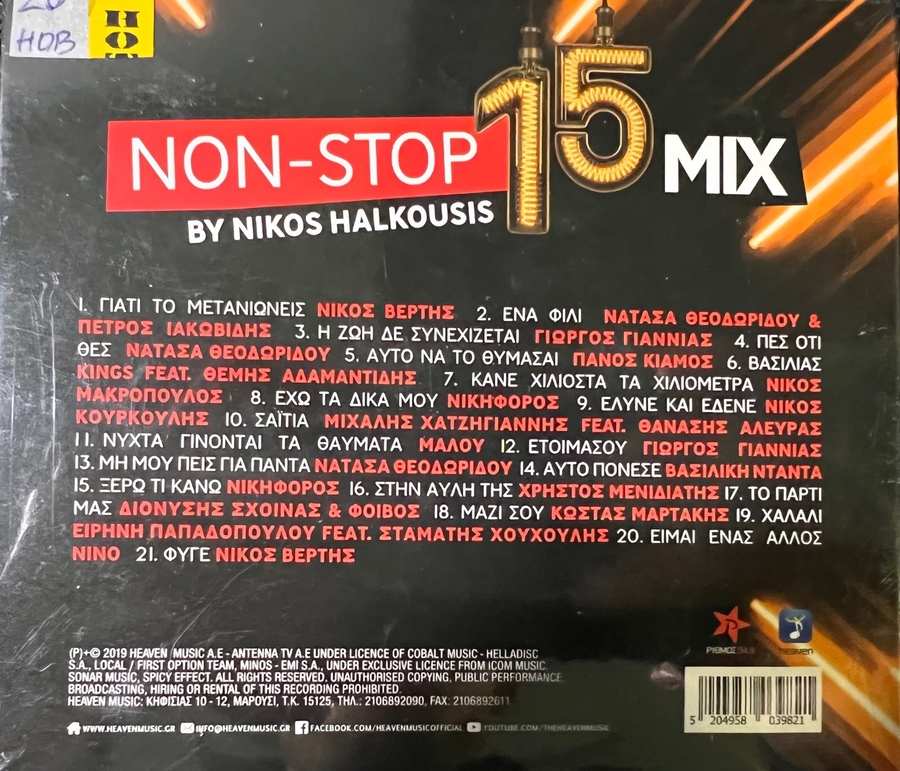 HOB
HOT
NON-STOP 15 MIX
BY NIKOS HALKOUSIS
1. ΓΙΑΤΙ ΤΟ ΜΕΤΑΝΙΩΝΕΙΣ ΝΙΚΟΣ ΒΕΡΤΗΣ 2. ΕΝΑ ΦΙΛΙ ΝΑΤΑΣΑ ΘΕΟΔΩΡΙΔΟΥ &
ΠΕΤΡΟΣ ΙΑΚΩΒΙΔΗΣ 3. Η ΖΩΗ ΔΕ ΣΥΝΕΧΙΖΕΤΑΙ ΓΙΩΡΓΟΣ ΓΙΑΝΝΙΑΣ 4. ΠΕΣ ΟΤΙ
ΘΕΣ ΝΑΤΑΣΑ ΘΕΟΔΩΡΙΔΟΥ 5. ΑΥΤΟ ΝΑ ΤΟ ΘΥΜΑΣΑΙ ΠΑΝΟΣ ΚΙΑΜΟΣ 6. ΒΑΣΙΛΙΑΣ
KINGS FEAT. ΘΕΜΗΣ ΑΔΑΜΑΝΤΙΔΗΣ 7. ΚΑΝΕ ΧΙΛΙΟΣΤΑ ΤΑ ΧΙΛΙΟΜΕΤΡΑ ΝΙΚΟΣ
ΜΑΚΡΟΠΟΥΛΟΣ 8. ΕΧΩ ΤΑ ΔΙΚΑ ΜΟΥ ΝΙΚΗΦΟΡΟΣ 9. ΕΛΥΝΕ ΚΑΙ ΕΔΕΝΕ ΝΙΚΟΣ
ΚΟΥΡΚΟΥΛΗΣ 10. ΣΑΪΤΙΑ ΜΙΧΑΛΗΣ ΧΑΤΖΗΓΙΑΝΝΗΣ FEAT. ΘΑΝΑΣΗΣ ΑΛΕΥΡΑΣ
11. ΝΥΧΤΑ ΓΙΝΟΝΤΑΙ ΤΑ ΘΑΥΜΑΤΑ ΜΑΛΟΥ 12. ΕΤΟΙΜΑΣΟΥ ΓΙΩΡΓΟΣ ΓΙΑΝΝΙΑΣ
13. ΜΗ ΜΟΥ ΠΕΙΣ ΓΙΑ ΠΑΝΤΑ ΝΑΤΑΣΑ ΘΕΟΔΩΡΙΔΟΥ 14. ΑΥΤΟ ΠΟΝΕΣΕ ΒΑΣΙΛΙΚΗ ΝΤΑΝΤΑ
15. ΞΕΡΩ ΤΙ ΚΑΝΩ ΝΙΚΗΦΟΡΟΣ 16. ΣΤΗΝ ΑΥΛΗ ΤΗΣ ΧΡΗΣΤΟΣ ΜΕΝΙΔΙΑΤΗΣ 17. ΤΟ ΠΑΡΤΙ
ΜΑΣ ΔΙΟΝΥΣΗΣ ΣΧΟΙΝΑΣ & ΦΟΙΒΟΣ 18. ΜΑΖΙ ΣΟΥ ΚΩΣΤΑΣ ΜΑΡΤΑΚΗΣ 19. ΧΑΛΑΛΙ
ΕΙΡΗΝΗ ΠΑΠΑΔΟΠΟΥΛΟΥ FEAT. ΣΤΑΜΑΤΗΣ ΧΟΥΧΟΥΛΗΣ 20. ΕΙΜΑΙ ΕΝΑΣ ΑΛΛΟΣ
NINO 21. ΦΥΓΕ ΝΙΚΟΣ ΒΕΡΤΗΣ
ΡΥΘΜΟΣ 94.9 heaven
(P)+© 2019 HEAVEN MUSIC A.E - ANTENNA TV A.E UNDER LICENCE OF COBALT MUSIC - HELLADISC
S.A., LOCAL / FIRST OPTION TEAM, MINOS - EMI S.A., UNDER EXCLUSIVE LICENCE FROM ICOM MUSIC.
SONAR MUSIC, SPICY EFFECT. ALL RIGHTS RESERVED. UNAUTHORISED COPYING, PUBLIC PERFORMANCE
BROADCASTING, HIRING OR RENTAL OF THIS RECORDING PROHIBITED.
HEAVEN MUSIC: ΚΗΦΙΣΙΑΣ 10 - 12, ΜΑΡΟΥΣΙ, Τ.Κ. 15125, ΤΗΛ.: 2106892090, FAX: 2106892611
WWW.HEAVENMUSIC.GR INFO@HEAVENMUSIC.GR FACEBOOK.COM/HEAVENMUSICOFFICIAL YOUTUBE.COM/THEHEAVENMUSIC
5 204958 039821